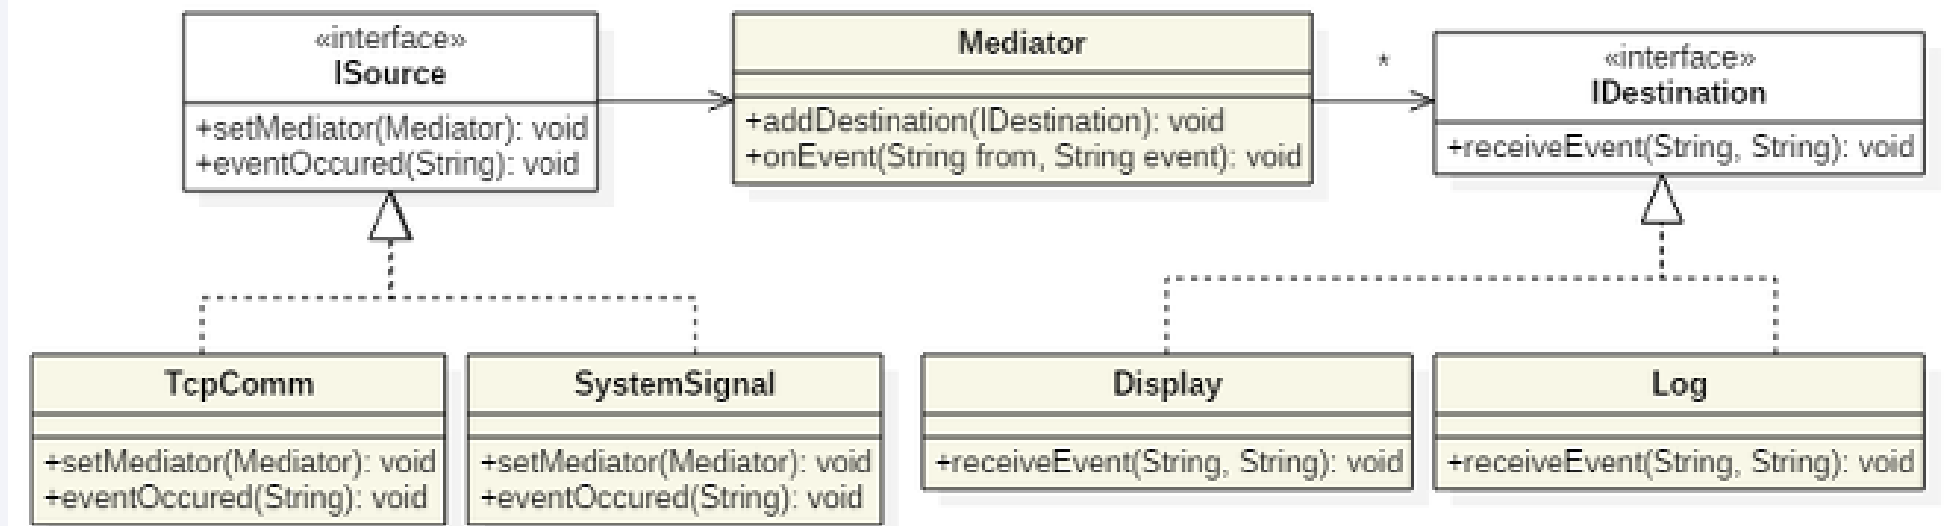 «interface»
ISource
+setMediator(Mediator): void
+eventOccured(String): void
Mediator
+addDestination(IDestination): void
+onEvent(String from, String event): void
*
«interface»
IDestination
+receiveEvent(String, String): void
TcpComm
+setMediator(Mediator): void
+eventOccured(String): void
SystemSignal
+setMediator(Mediator): void
+eventOccured(String): void
Display
+receiveEvent(String, String): void
Log
+receiveEvent(String, String): void